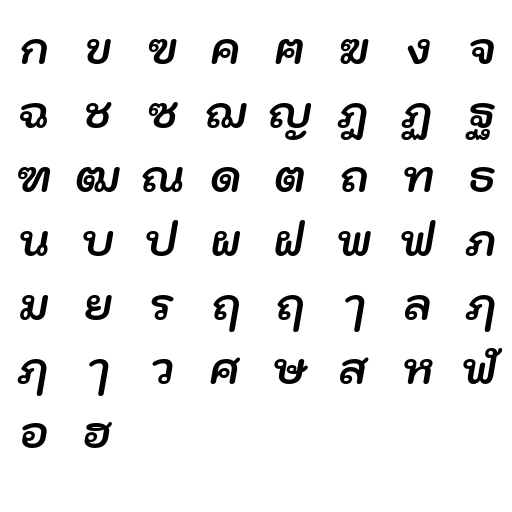 ก ข ฃ ค ฅ ฆ ง จ
ฉ ช ซ ฌ ญ ฎ ฏ ฐ
ฑ ฒ ณ ด ต ถ ท ธ
น บ ป ผ ฝ พ ฟ ภ
ม ย ร ฤ ฤ ๅ ล ฦ
ฦ ๅ ว ศ ษ ส ห ฬ
อ ฮ